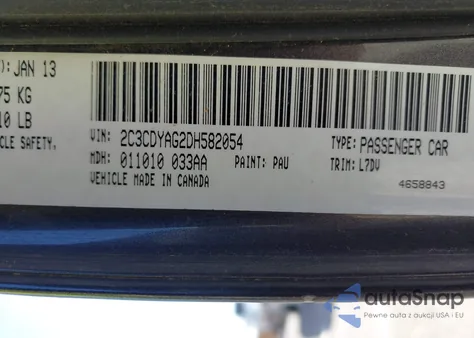 ): JAN 13
75 KG
10 LB
CLE SAFETY,
VIN: 2C3CDYAG2DH582054
TYPE: PASSENGER CAR
MDH: 011010 033AA
PAINT: PAU
TRIM: L7DV
VEHICLE MADE IN CANADA
4658843
autoSnap
Pewne auta z aukcji USA i EU